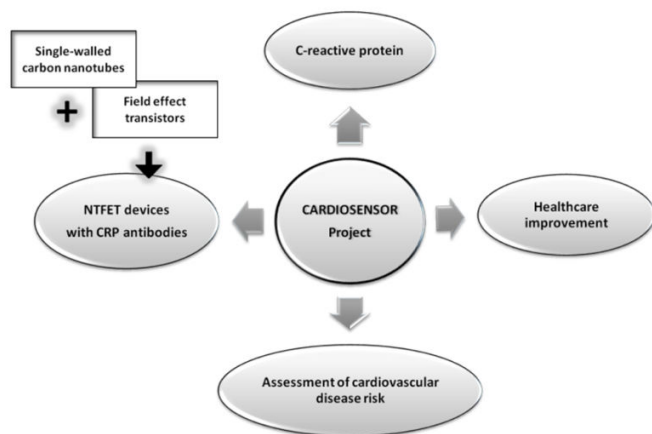 Single-walled
carbon nanotubes
+
Field effect
transistors
C-reactive protein
NTFET devices
with CRP antibodies
CARDIOSENSOR
Project
Healthcare
improvement
Assessment of cardiovascular
disease risk